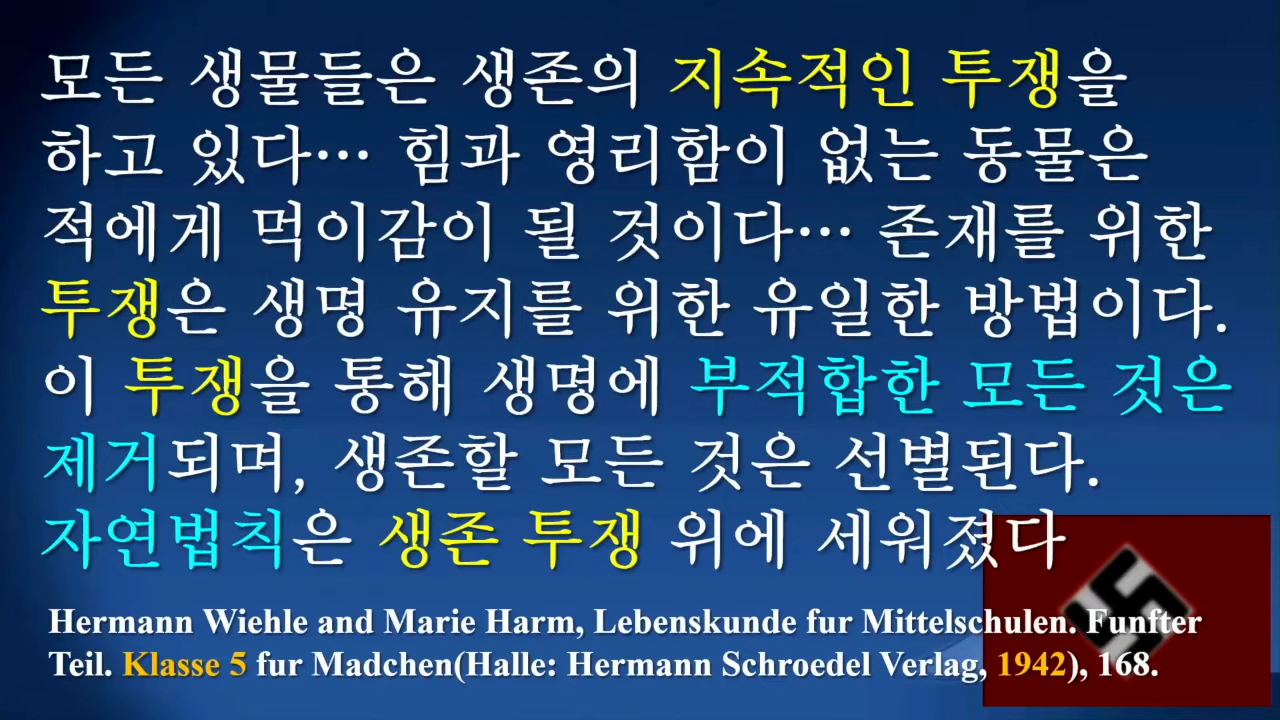 모든 생물들은 생존의 지속적인 투쟁을
하고 있다… 힘과 영리함이 없는 동물은
적에게 먹이감이 될 것이다… 존재를 위한
투쟁은 생명 유지를 위한 유일한 방법이다.
이 투쟁을 통해 생명에 부적합한 모든 것은
제거되며, 생존할 모든 것은 선별된다.
자연법칙은 생존 투쟁 위에 세워졌다
Hermann Wiehle and Marie Harm, Lebenskunde fur Mittelschulen. Funfter
Teil. Klasse 5 fur Madchen(Halle: Hermann Schroedel Verlag, 1942), 168.